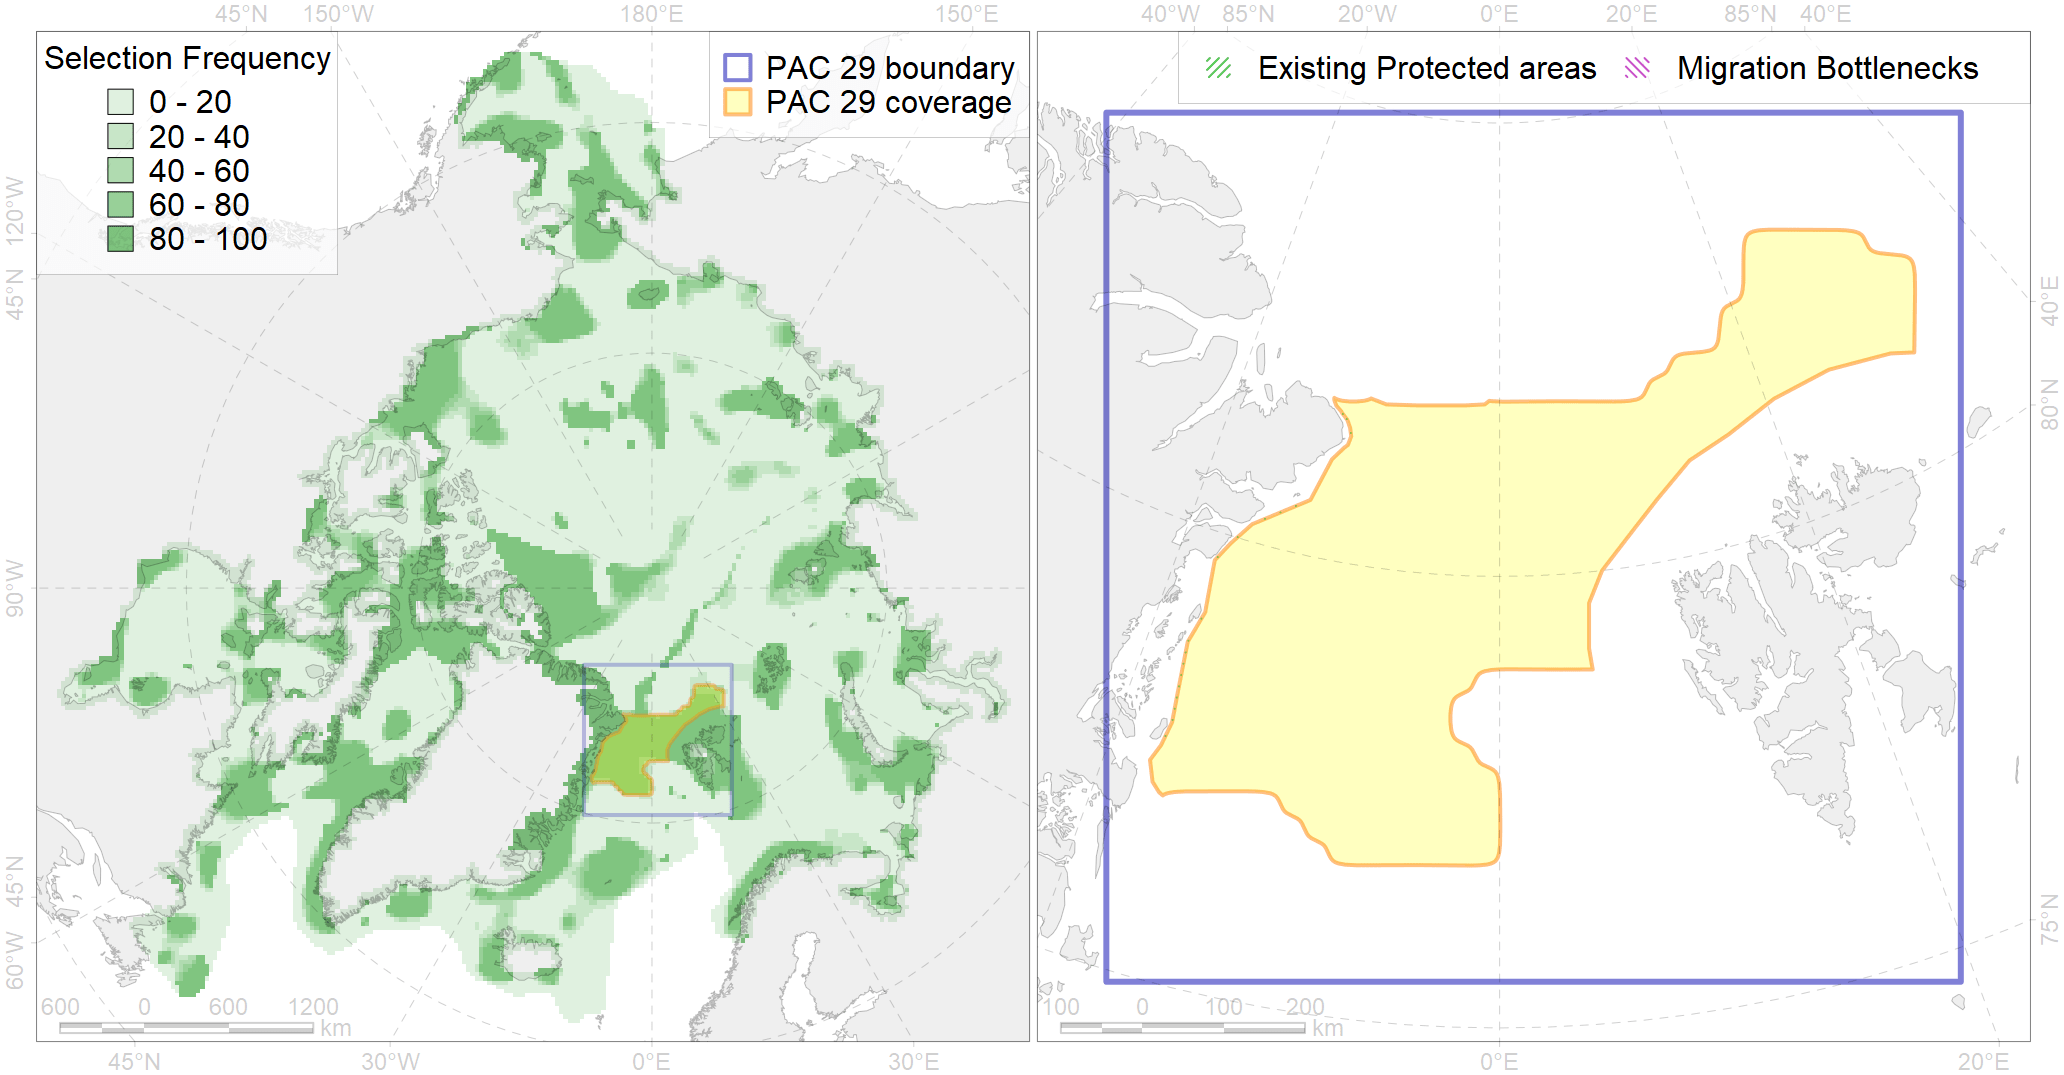 45°N 150°W 180°E 150°E 40°W 85°N 20°W 0°E 20°E 85°N 40°E
Selection Frequency
0 - 20
20 - 40
40 - 60
60 - 80
80 - 100
PAC 29 boundary
PAC 29 coverage
Existing Protected areas
Migration Bottlenecks
120°W
45°N
90°W
45°N
60°W
40°E
80°N
75°N
600 0 600 1200
km
100 0 100 200
km
45°N 30°W 0°E 30°E 0°E 20°E